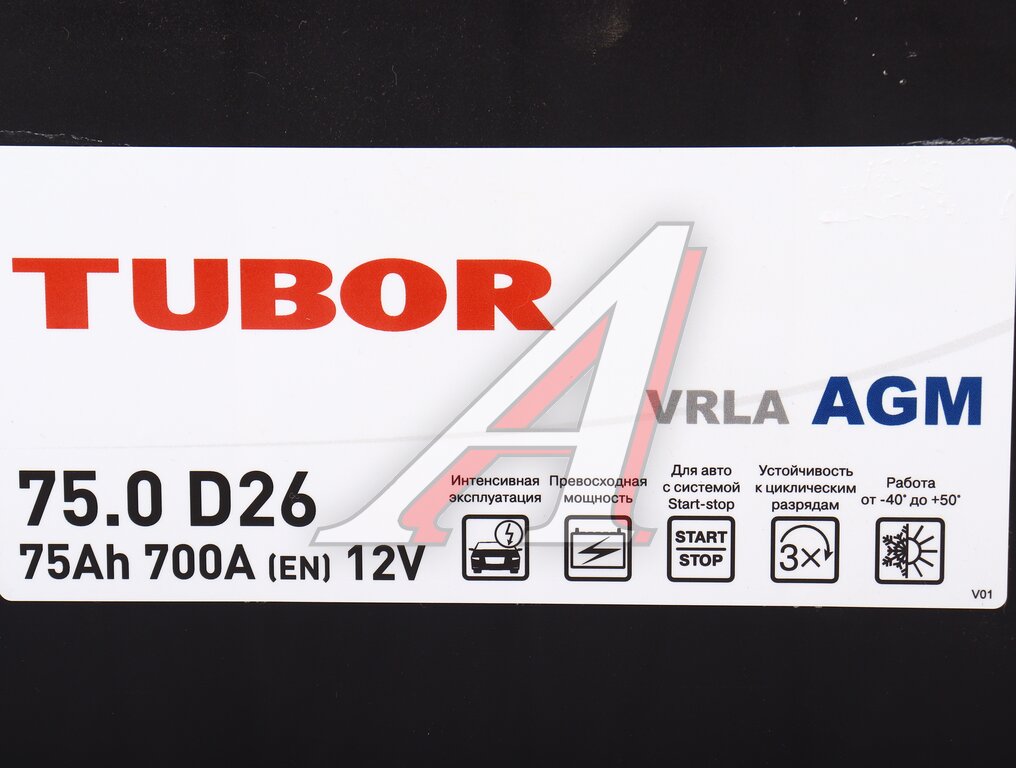 TUBOR
VRLA AGM
75.0 D26
75Ah 700A (EN) 12V
Интенсивная
эксплуатация
Превосходная
мощность
Для авто
с системой
Start-stop
START
STOP
Устойчивость
к циклическим
разрядам
3×
Работа
от -40° до +50°
V01